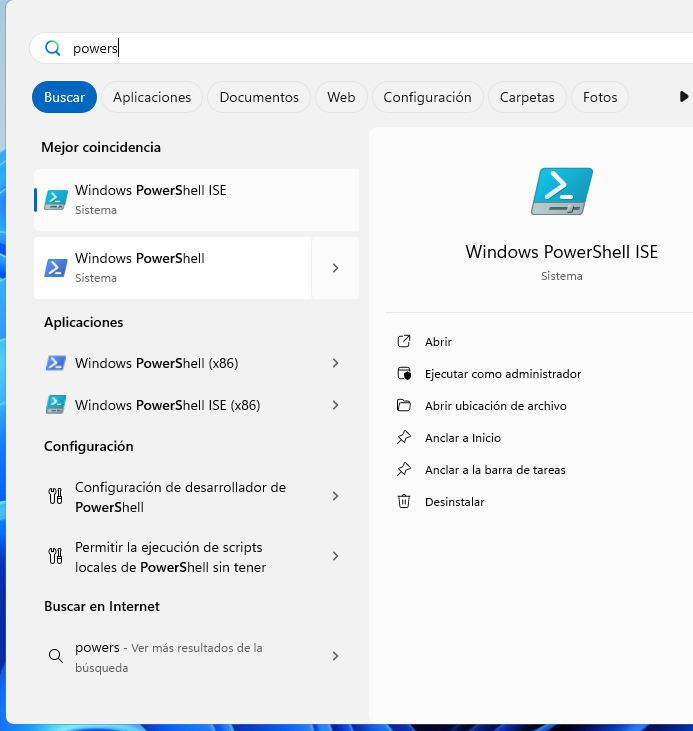 powers
Buscar
Aplicaciones
Documentos
Web
Configuración
Carpetas
Fotos
Mejor coincidencia
Windows PowerShell ISE
Sistema
Windows PowerShell
Sistema
Aplicaciones
Windows PowerShell (x86)
Windows PowerShell ISE (x86)
Configuración
Configuración de desarrollador de
PowerShell
Permitir la ejecución de scripts
locales de PowerShell sin tener
Buscar en Internet
powers - Ver más resultados de la
búsqueda
Windows PowerShell ISE
Sistema
Abrir
Ejecutar como administrador
Abrir ubicación de archivo
Anclar a Inicio
Anclar a la barra de tareas
Desinstalar